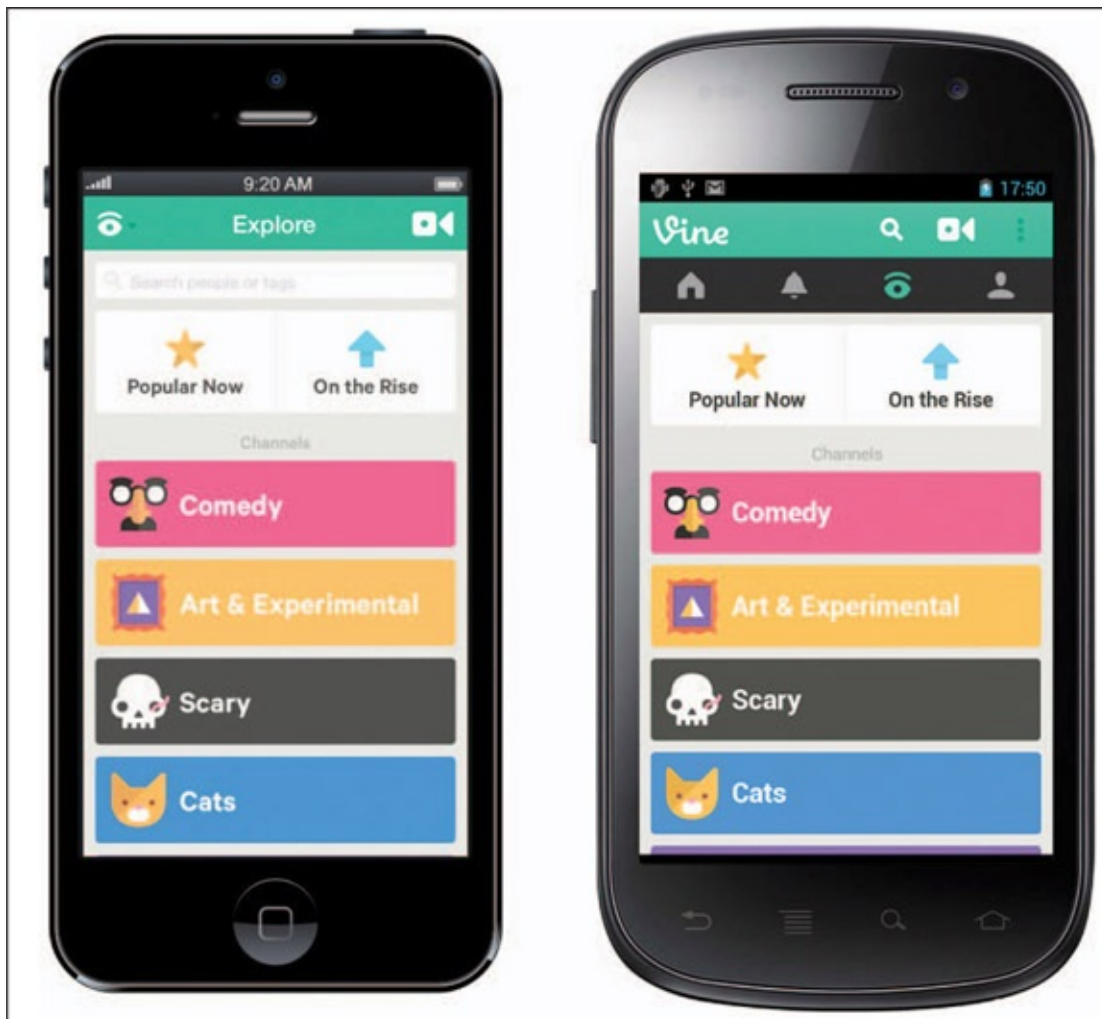 9:20 AM
Explore
Search people or tags
Popular Now
On the Rise
Channels
Comedy
Art & Experimental
Scary
Cats
17:50
Vine
Popular Now
On the Rise
Channels
Comedy
Art & Experimental
Scary
Cats